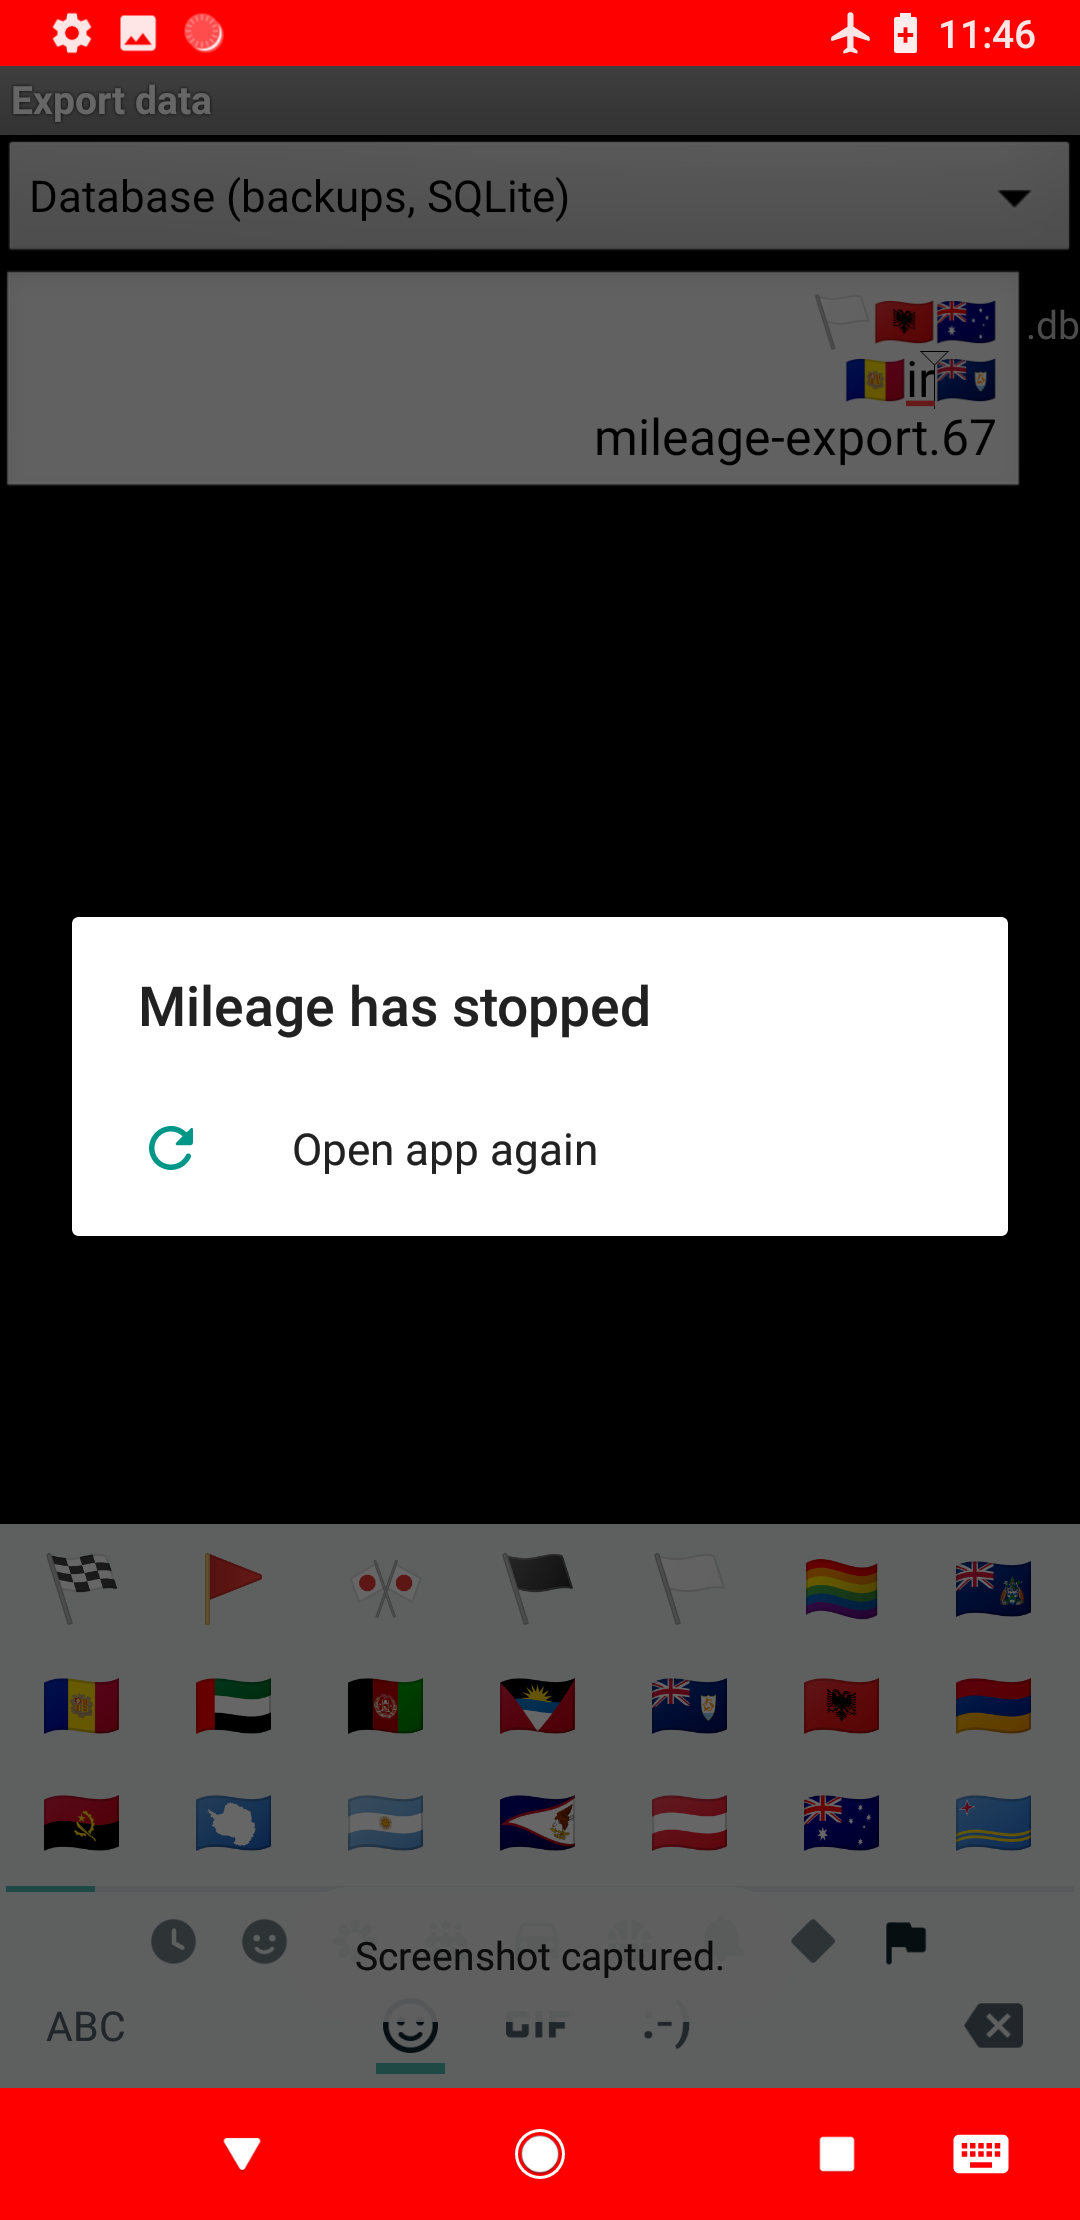 11:46
Export data
Database (backups, SQLite)
.db
mileage-export.67
Mileage has stopped
Open app again
Screenshot captured.
ABC
GIF
:-)